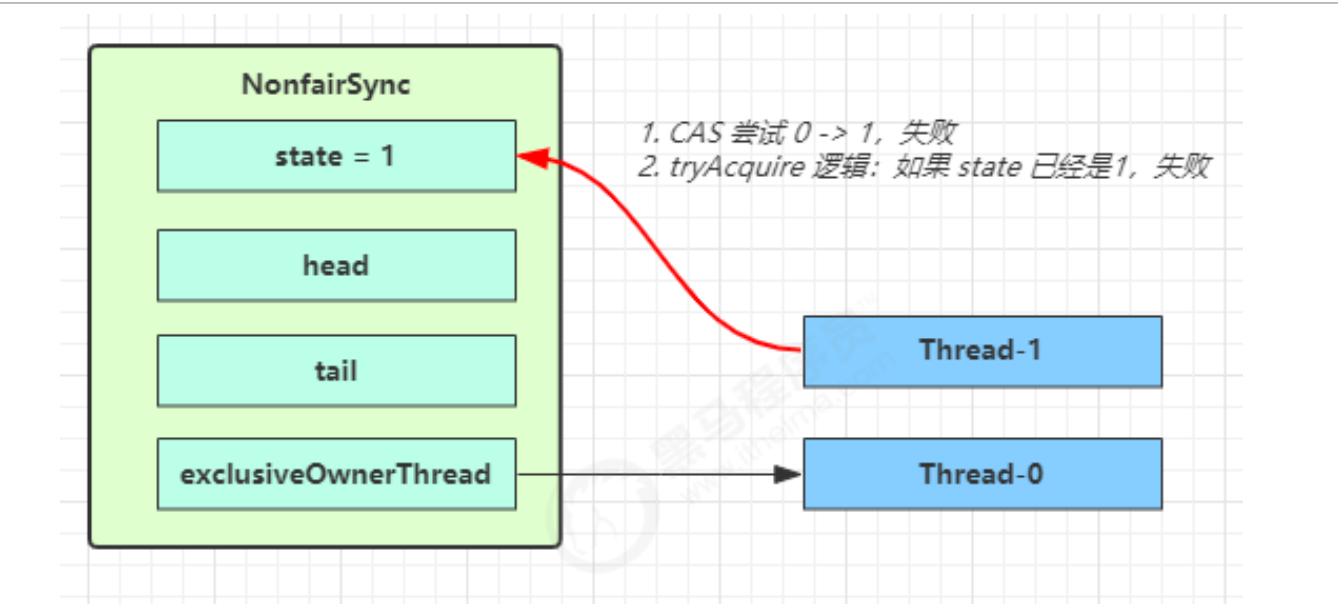 NonfairSync
state = 1
1. CAS 尝试 0 -> 1，失败
2. tryAcquire 逻辑：如果 state 已经是1，失败
head
tail
exclusiveOwnerThread
Thread-1
Thread-0
黑马程序员™
www.itheima.com